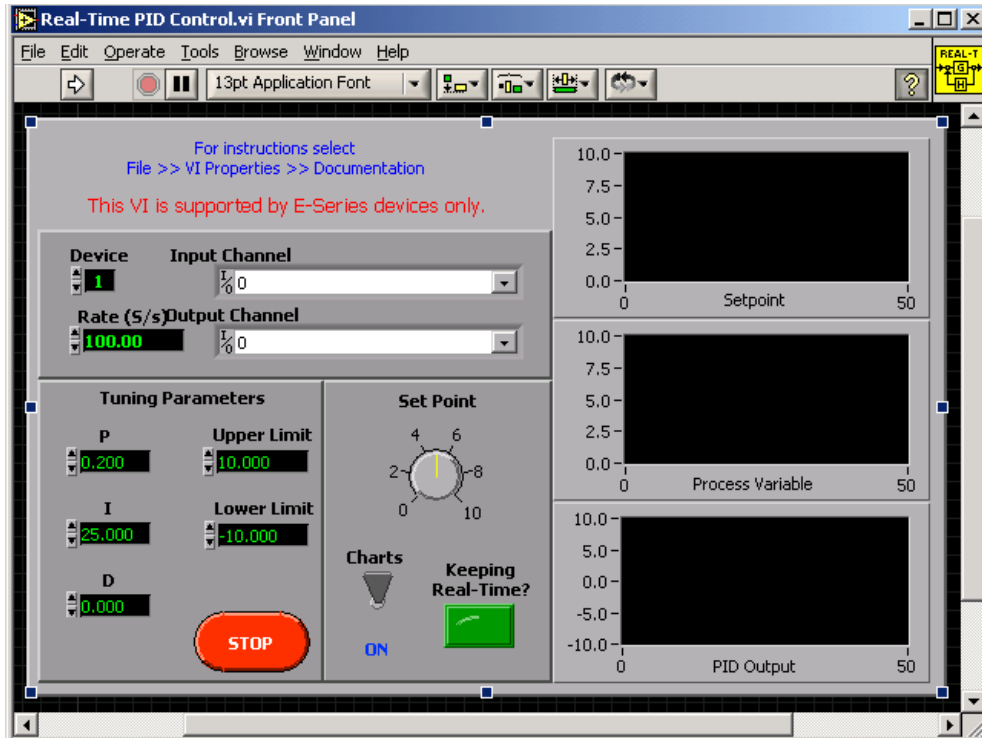 Real-Time PID Control.vi Front Panel
File Edit Operate Tools Browse Window Help
REAL-T
G
H
13pt Application Font
?
For instructions select
File >> VI Properties >> Documentation
This VI is supported by E-Series devices only.
Device Input Channel
1 I/0 0
Rate (S/s) Output Channel
100.00 I/0 0
Tuning Parameters
P Upper Limit
0.200 10.000
I Lower Limit
25.000 -10.000
D
0.000
STOP
Set Point
4 6
2 8
0 10
Charts
Keeping
Real-Time?
ON
10.0
7.5
5.0
2.5
0.0
0 Setpoint 50
10.0
7.5
5.0
2.5
0.0
0 Process Variable 50
10.0
5.0
0.0
-5.0
-10.0
0 PID Output 50